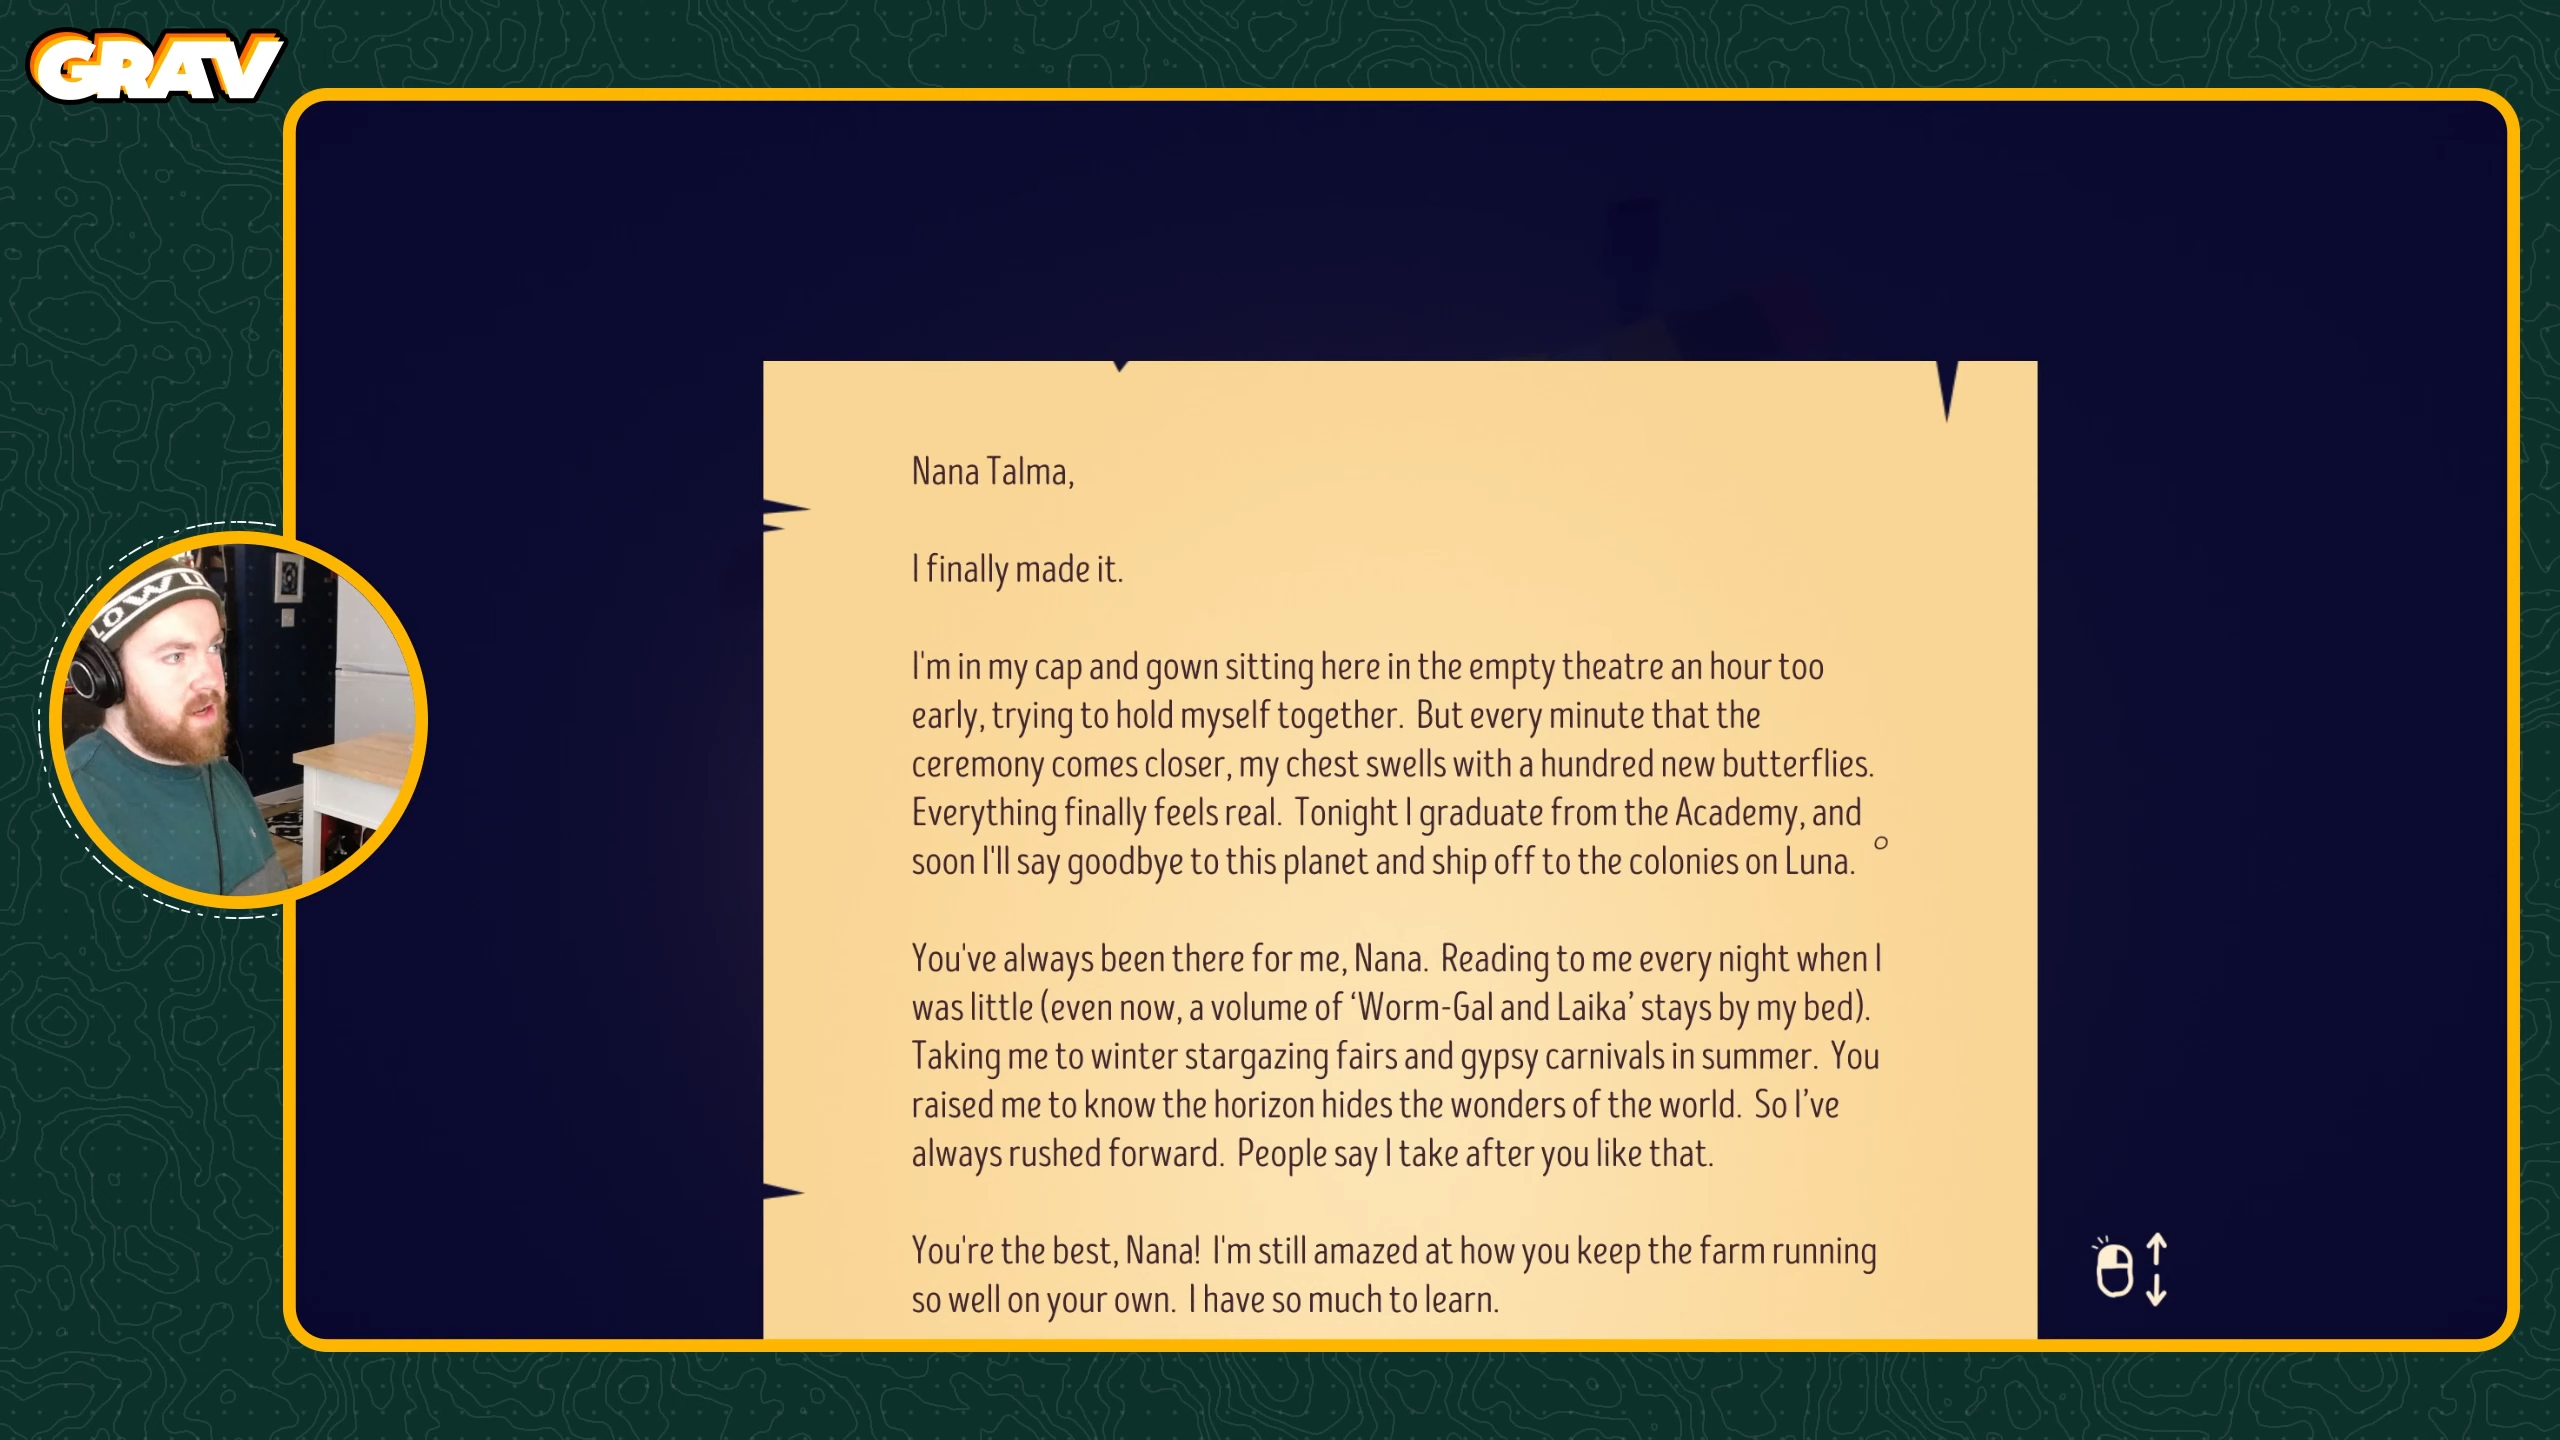 GRAV
LOWU
Nana Talma,
I finally made it.
I'm in my cap and gown sitting here in the empty theatre an hour too
early, trying to hold myself together.  But every minute that the
ceremony comes closer, my chest swells with a hundred new butterflies.
Everything finally feels real.  Tonight I graduate from the Academy, and
soon I'll say goodbye to this planet and ship off to the colonies on Luna.
You've always been there for me, Nana.  Reading to me every night when I
was little (even now, a volume of ‘Worm-Gal and Laika’ stays by my bed).
Taking me to winter stargazing fairs and gypsy carnivals in summer.  You
raised me to know the horizon hides the wonders of the world.  So I’ve
always rushed forward.  People say I take after you like that.
You're the best, Nana!  I'm still amazed at how you keep the farm running
so well on your own.  I have so much to learn.